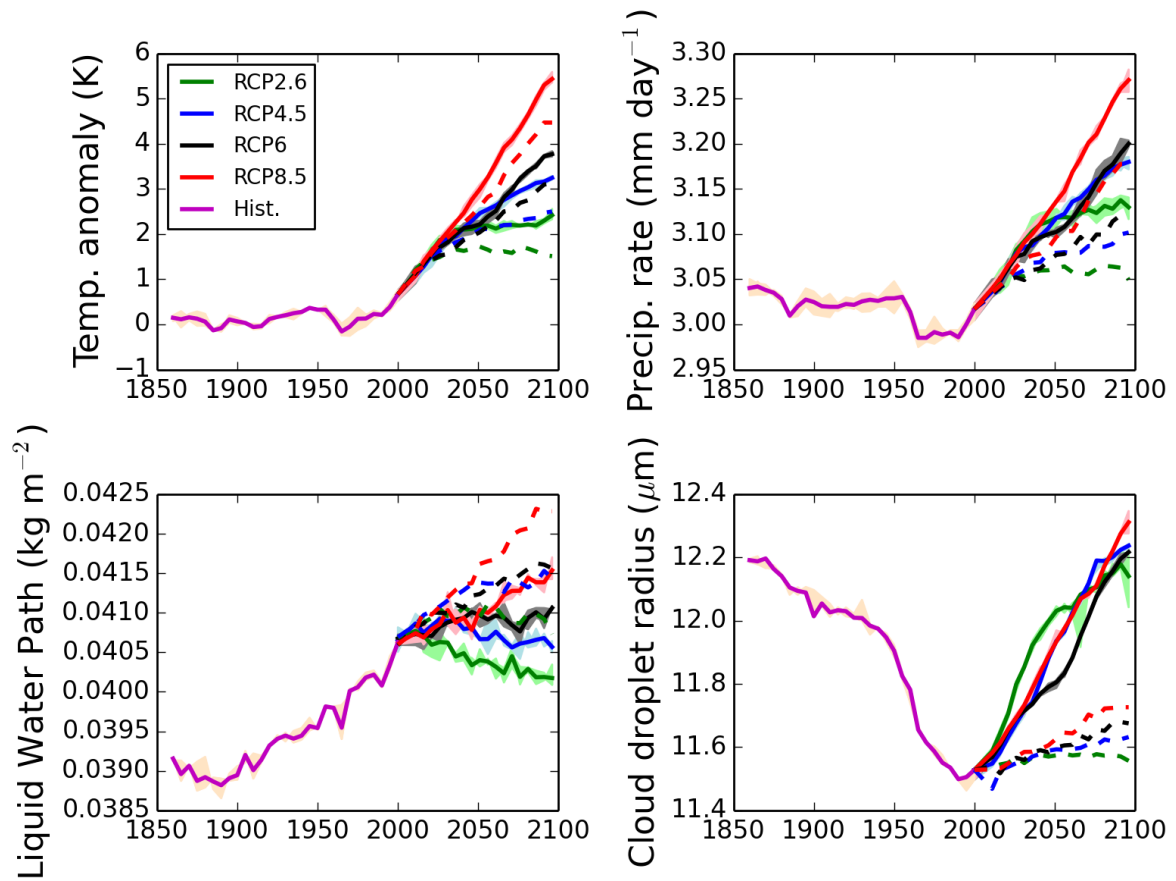 Temp. anomaly (K)
6
5
4
3
2
1
0
−1
1850 1900 1950 2000 2050 2100
RCP2.6
RCP4.5
RCP6
RCP8.5
Hist.
Precip. rate (mm day⁻¹)
3.30
3.25
3.20
3.15
3.10
3.05
3.00
2.95
1850 1900 1950 2000 2050 2100
Liquid Water Path (kg m⁻²)
0.0425
0.0420
0.0415
0.0410
0.0405
0.0400
0.0395
0.0390
0.0385
1850 1900 1950 2000 2050 2100
Cloud droplet radius (μm)
12.4
12.2
12.0
11.8
11.6
11.4
1850 1900 1950 2000 2050 2100